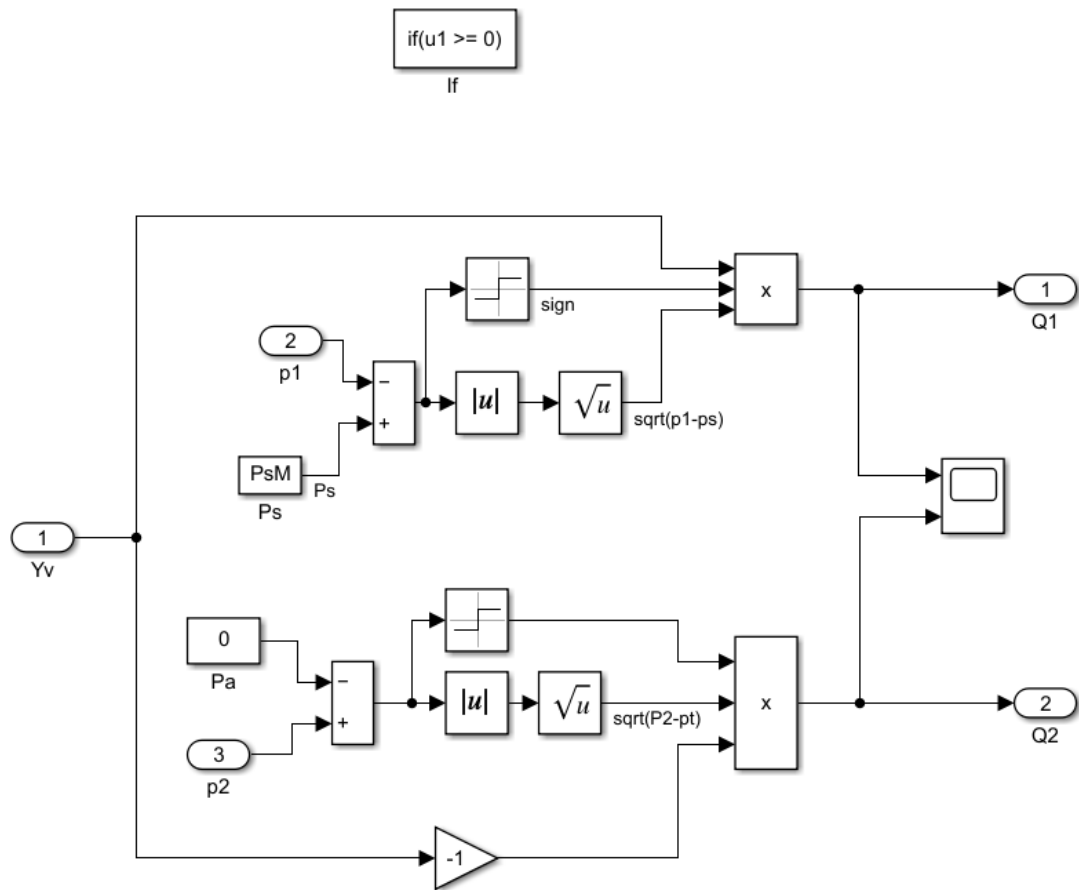 if(u1 >= 0)
If
x
1
Q1
sign
2
p1
−
+
|u|
√u
sqrt(p1-ps)
PsM
Ps
Ps
1
Yv
0
Pa
−
+
|u|
√u
sqrt(P2-pt)
x
2
Q2
3
p2
-1